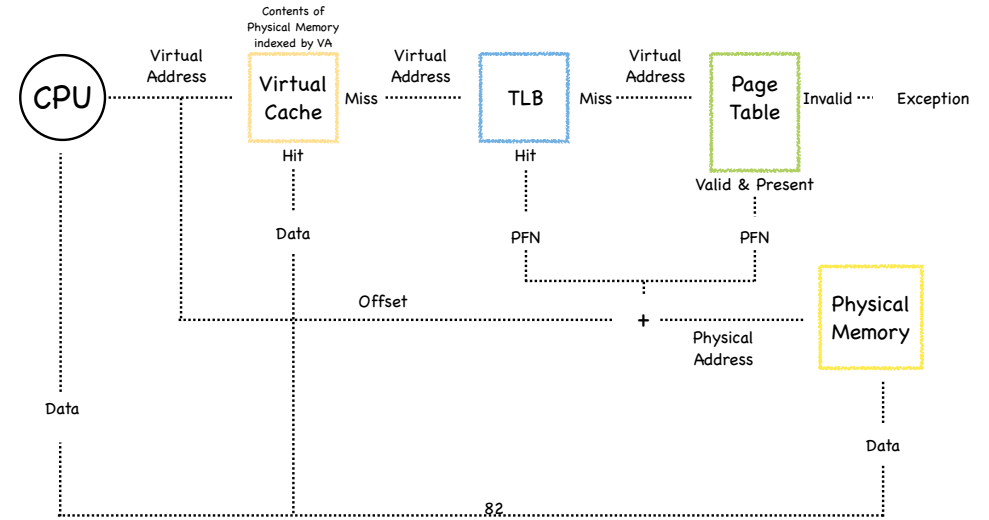 Contents of
Physical Memory
indexed by VA
Virtual
Address
Virtual
Address
Virtual
Address
CPU
Virtual
Cache
Miss
TLB
Miss
Page
Table
Invalid
Exception
Hit
Hit
Valid & Present
Data
PFN
PFN
Offset
+
Physical
Address
Physical
Memory
Data
Data
82